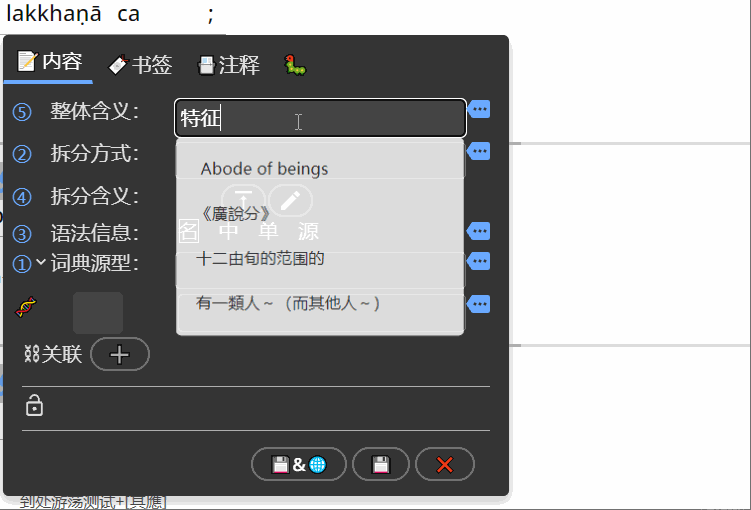 lakkhaṇā ca ;
内容 书签 注释
⑤ 整体含义： 特征
② 拆分方式：
Abode of beings
④ 拆分含义：
《廣說分》
③ 语法信息： 名 中 单 源
① 词典源型： 十二由旬的范围的
有一類人～（而其他人～）
关联 +
&
到处游荡测试+[具應]